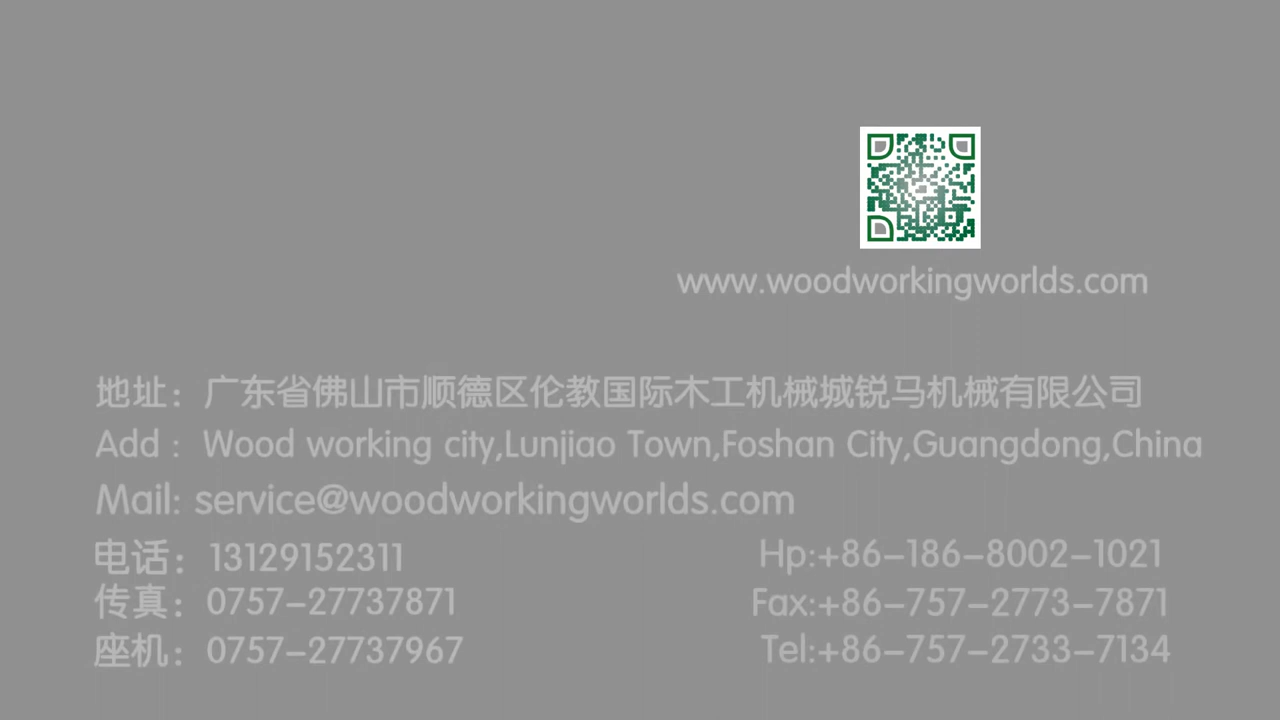 www.woodworkingworlds.com
地址：广东省佛山市顺德区伦教国际木工机械城锐马机械有限公司
Add : Wood working city,Lunjiao Town,Foshan City,Guangdong,China
Mail: service@woodworkingworlds.com
电话：13129152311 Hp:+86-186-8002-1021
传真：0757-27737871 Fax:+86-757-2773-7871
座机：0757-27737967 Tel:+86-757-2733-7134